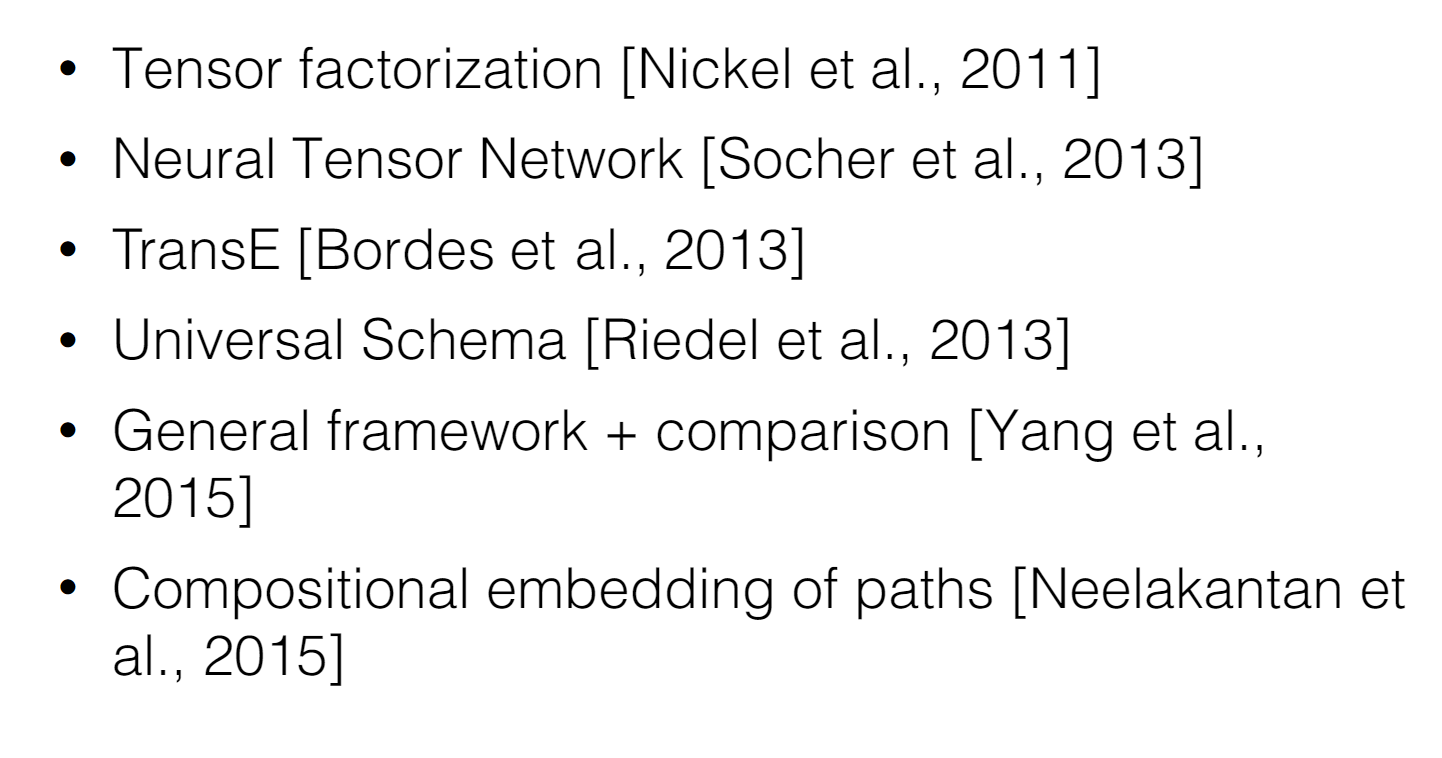 • Tensor factorization [Nickel et al., 2011]
• Neural Tensor Network [Socher et al., 2013]
• TransE [Bordes et al., 2013]
• Universal Schema [Riedel et al., 2013]
• General framework + comparison [Yang et al.,
2015]
• Compositional embedding of paths [Neelakantan et
al., 2015]